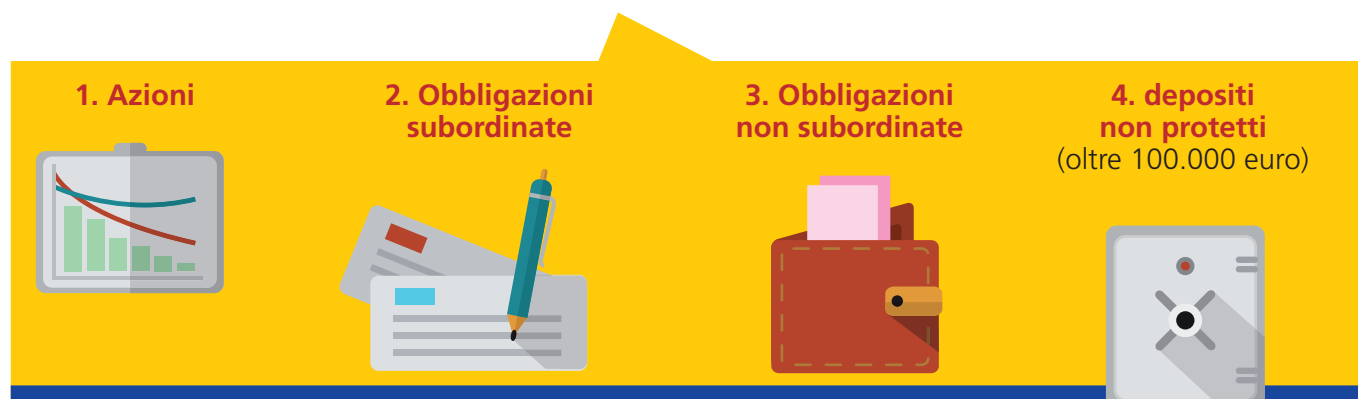 1. Azioni
2. Obbligazioni
subordinate
3. Obbligazioni
non subordinate
4. depositi
non protetti
(oltre 100.000 euro)